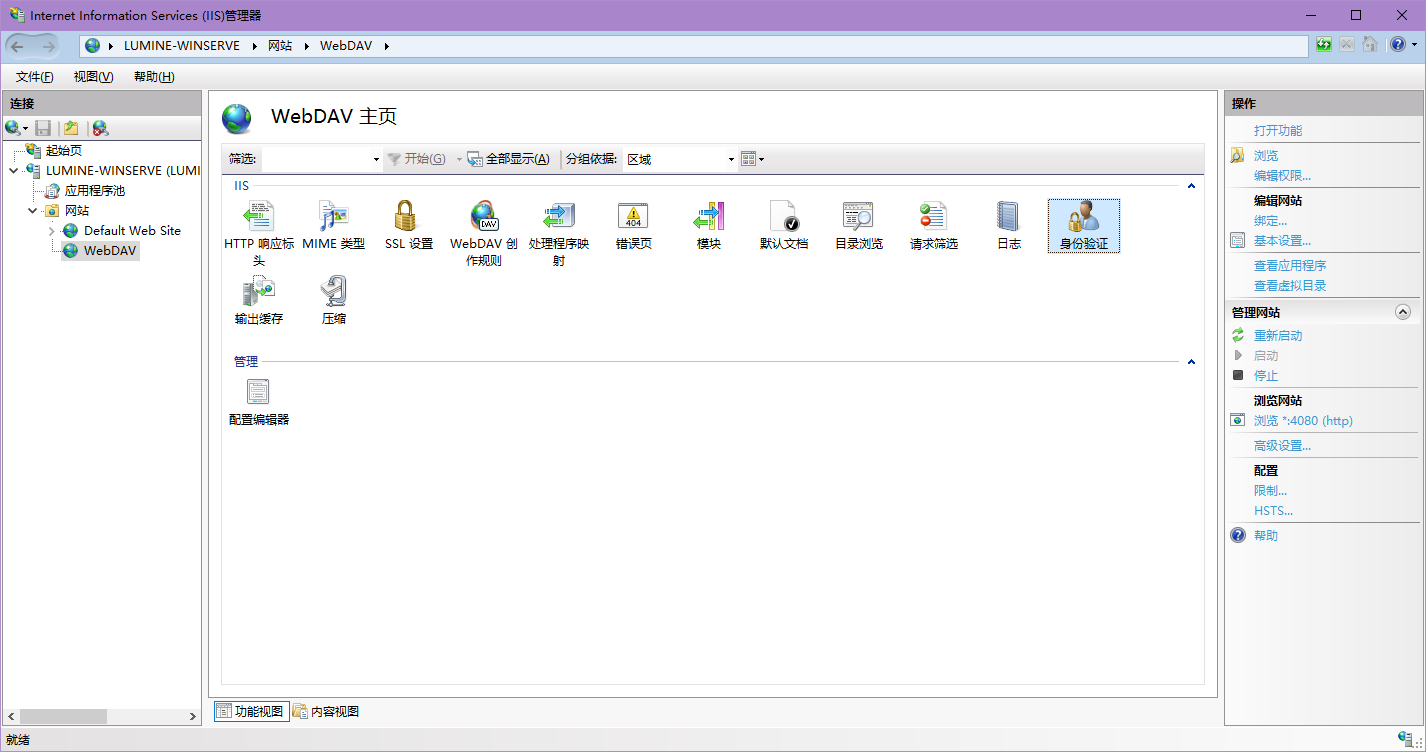 Internet Information Services (IIS)管理器
LUMINE-WINSERVE 网站 WebDAV
文件(F) 视图(V) 帮助(H)
连接
起始页
LUMINE-WINSERVE (LUMI
应用程序池
网站
Default Web Site
WebDAV
WebDAV 主页
筛选: 开始(G) 全部显示(A) 分组依据: 区域
IIS
HTTP 响应标头
MIME 类型
SSL 设置
WebDAV 创作规则
DAV
处理程序映射
404
错误页
模块
默认文档
目录浏览
请求筛选
日志
身份验证
输出缓存
压缩
管理
配置编辑器
功能视图 内容视图
操作
打开功能
浏览
编辑权限...
编辑网站
绑定...
基本设置...
查看应用程序
查看虚拟目录
管理网站
重新启动
启动
停止
浏览网站
浏览 *:4080 (http)
高级设置...
配置
限制...
HSTS...
帮助
就绪